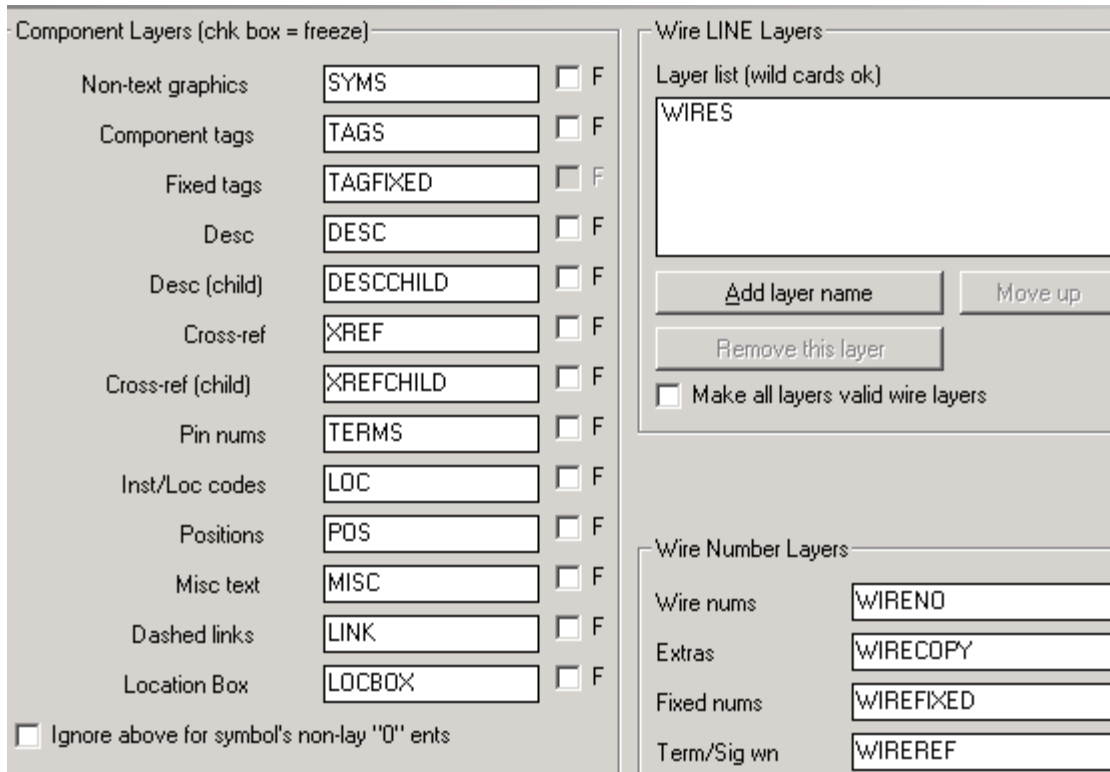 Component Layers (chk box = freeze)
Non-text graphics SYMS F
Component tags TAGS F
Fixed tags TAGFIXED F
Desc DESC F
Desc (child) DESCCHILD F
Cross-ref XREF F
Cross-ref (child) XREFCHILD F
Pin nums TERMS F
Inst/Loc codes LOC F
Positions POS F
Misc text MISC F
Dashed links LINK F
Location Box LOCBOX F
Ignore above for symbol's non-lay "0" ents
Wire LINE Layers
Layer list (wild cards ok)
WIRES
Add layer name Move up
Remove this layer
Make all layers valid wire layers
Wire Number Layers
Wire nums WIRENO
Extras WIRECOPY
Fixed nums WIREFIXED
Term/Sig wn WIREREF